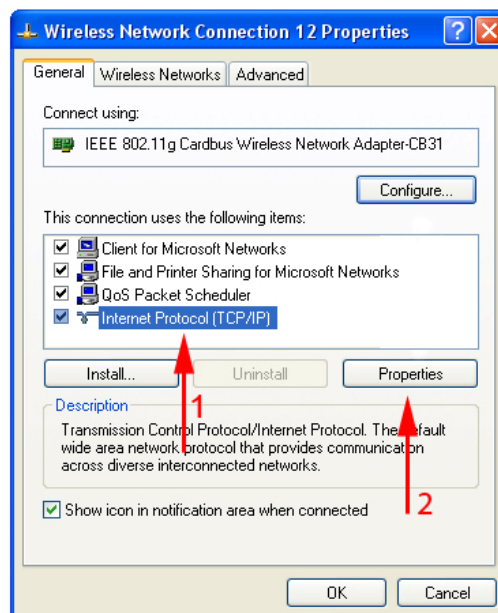 Wireless Network Connection 12 Properties
General Wireless Networks Advanced
Connect using:
IEEE 802.11g Cardbus Wireless Network Adapter-CB31
Configure...
This connection uses the following items:
Client for Microsoft Networks
File and Printer Sharing for Microsoft Networks
QoS Packet Scheduler
Internet Protocol (TCP/IP)
Install... Uninstall Properties
1
Description
Transmission Control Protocol/Internet Protocol. The default
wide area network protocol that provides communication
across diverse interconnected networks.
Show icon in notification area when connected
2
OK Cancel